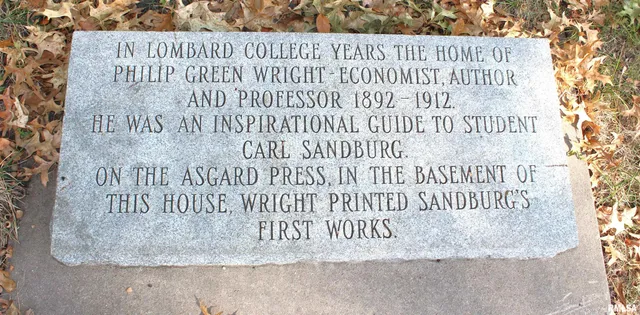 IN LOMBARD COLLEGE YEARS THE HOME OF
PHILIP GREEN WRIGHT-ECONOMIST, AUTHOR
AND PROFESSOR 1892-1912.
HE WAS AN INSPIRATIONAL GUIDE TO STUDENT
CARL SANDBURG.
ON THE ASGARD PRESS, IN THE BASEMENT OF
THIS HOUSE, WRIGHT PRINTED SANDBURG'S
FIRST WORKS.